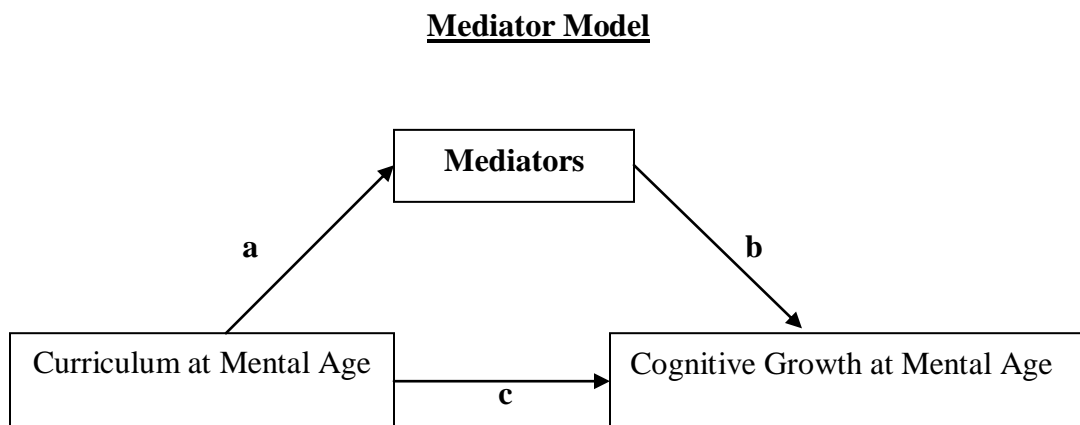 Mediator Model
Mediators
a
b
Curriculum at Mental Age
Cognitive Growth at Mental Age
c